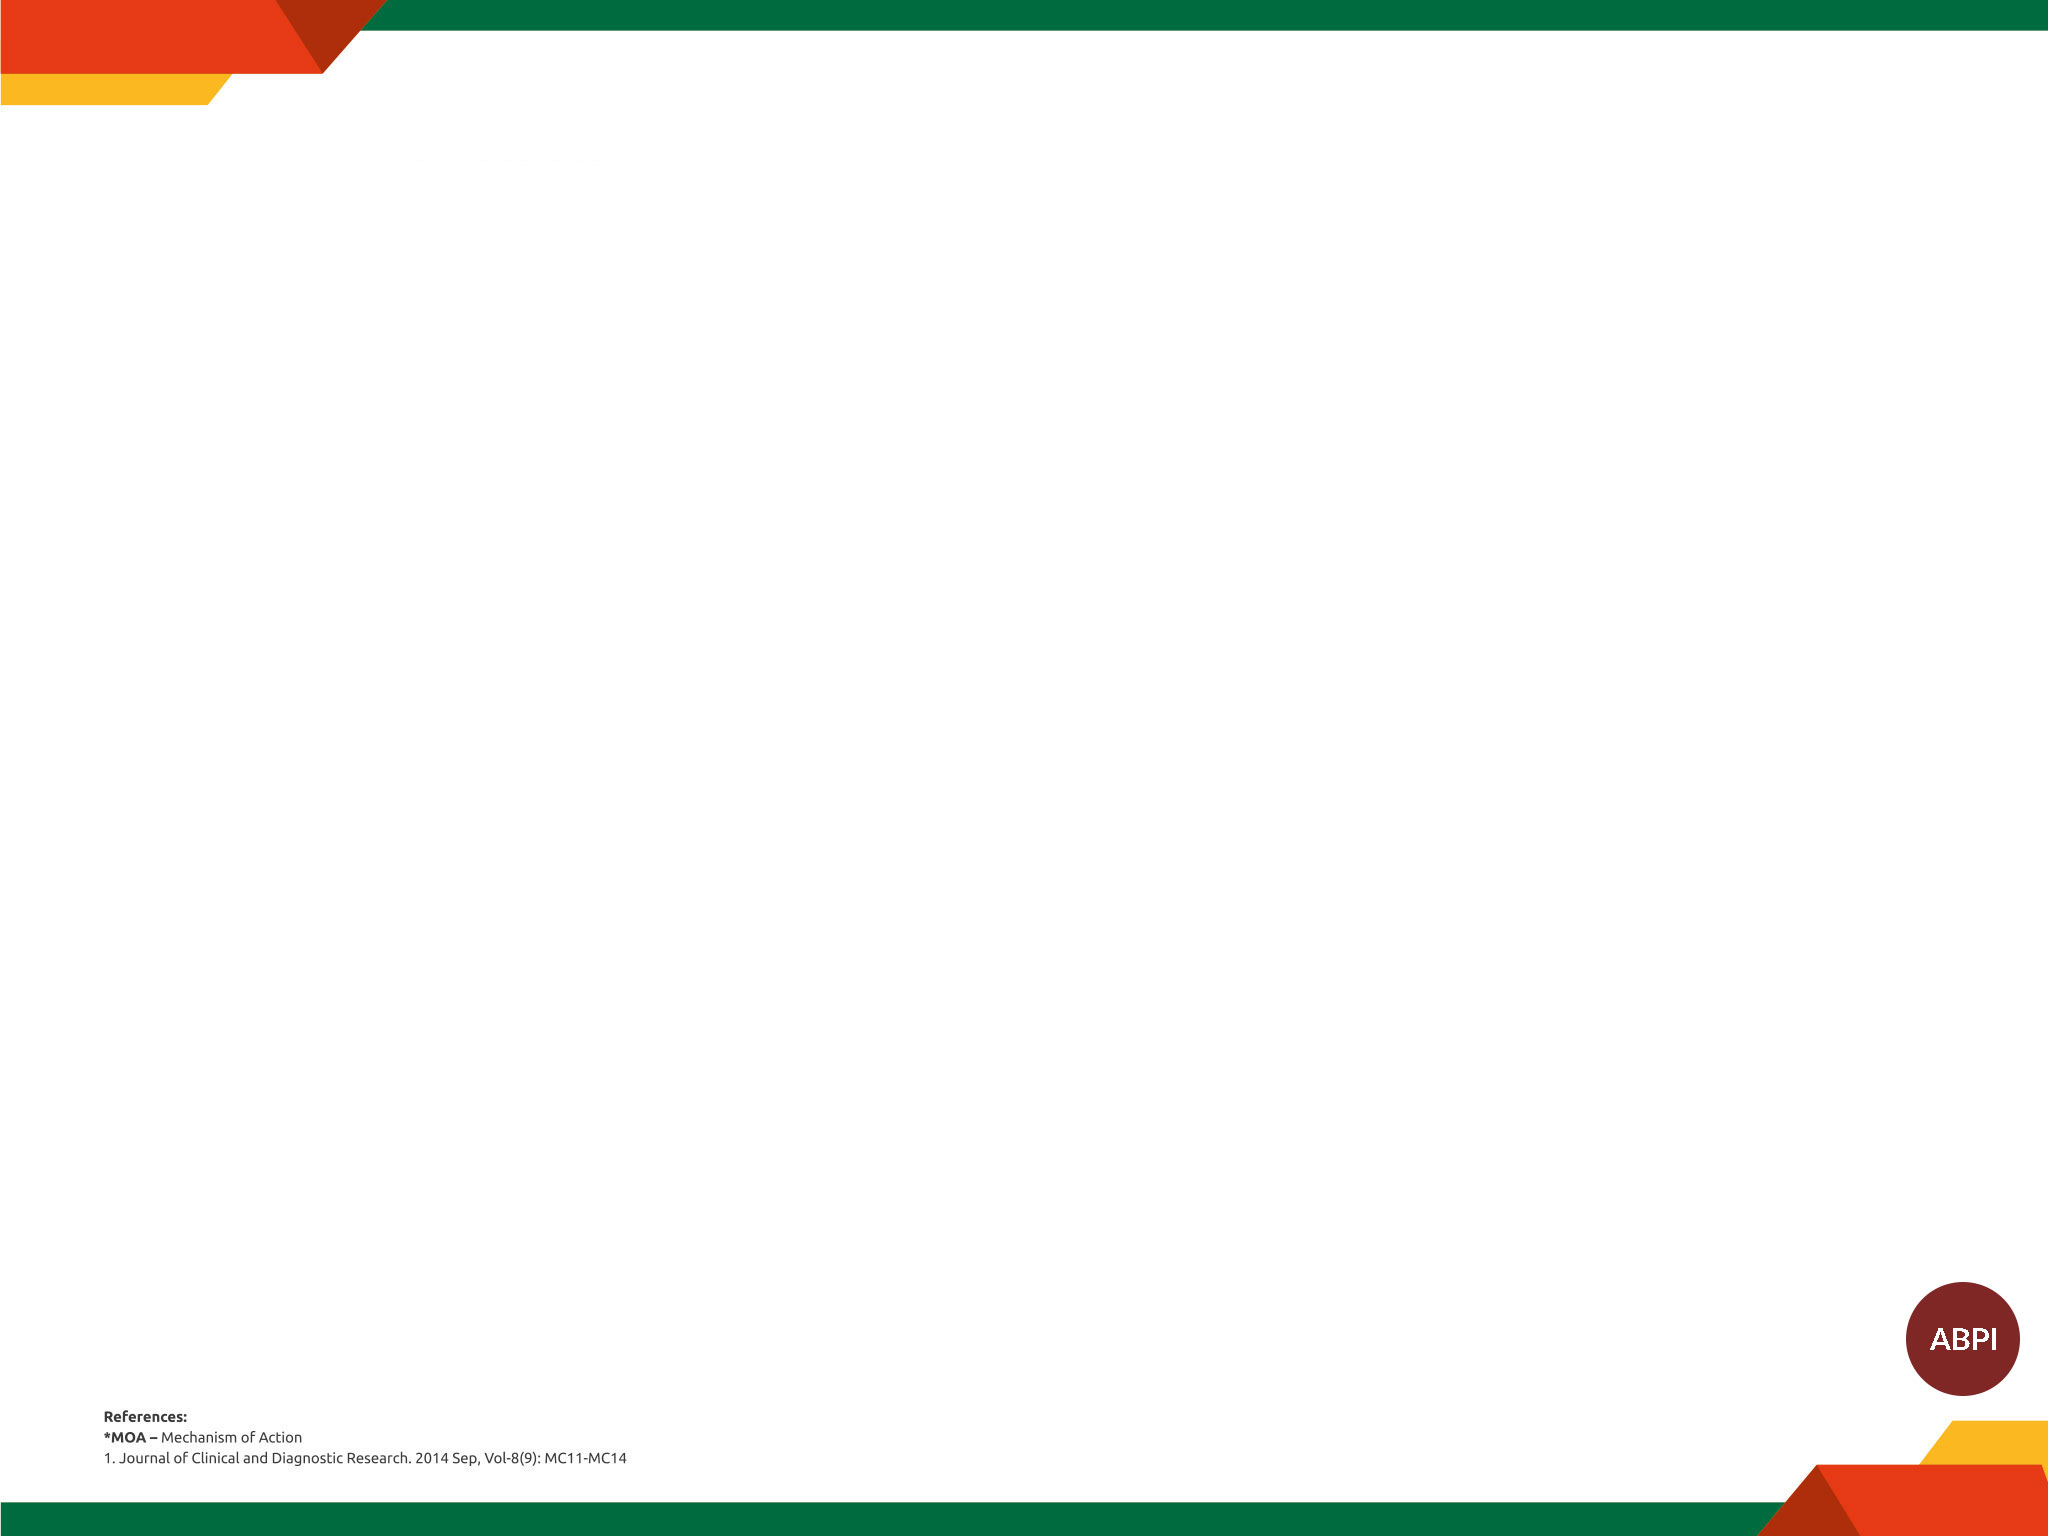 ABPI
References:
*MOA – Mechanism of Action
1. Journal of Clinical and Diagnostic Research. 2014 Sep, Vol-8(9): MC11-MC14